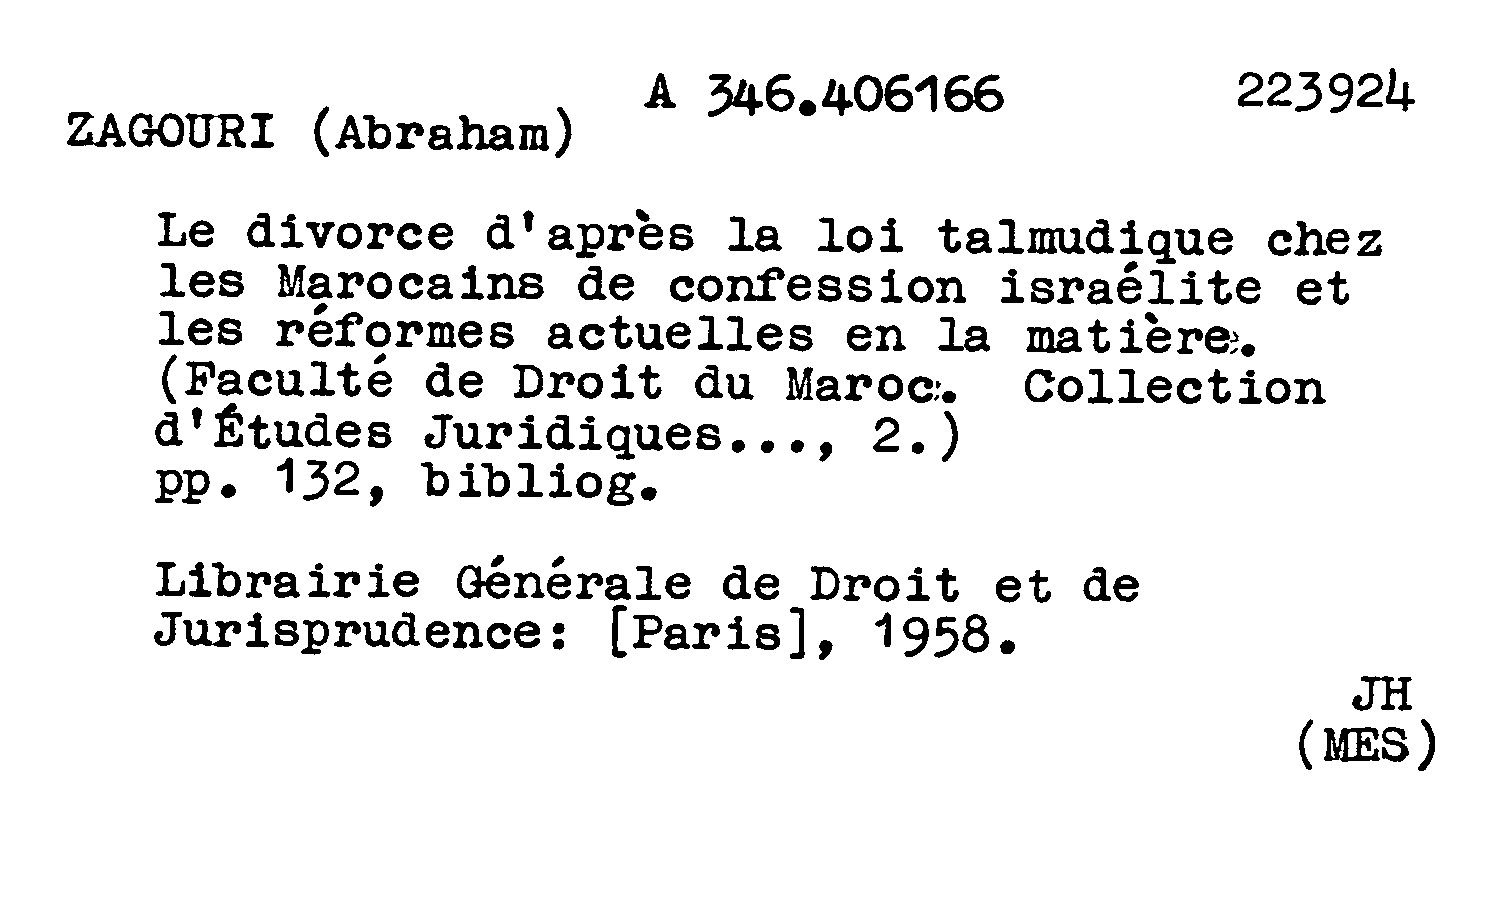 A 346.406166 223924
ZAGOURI (Abraham)
Le divorce d'après la loi talmudique chez
les Marocains de confession israélite et
les réformes actuelles en la matière.
(Faculté de Droit du Maroc. Collection
d'Études Juridiques..., 2.)
pp. 132, bibliog.
Librairie Générale de Droit et de
Jurisprudence: [Paris], 1958.
JH
(MES)